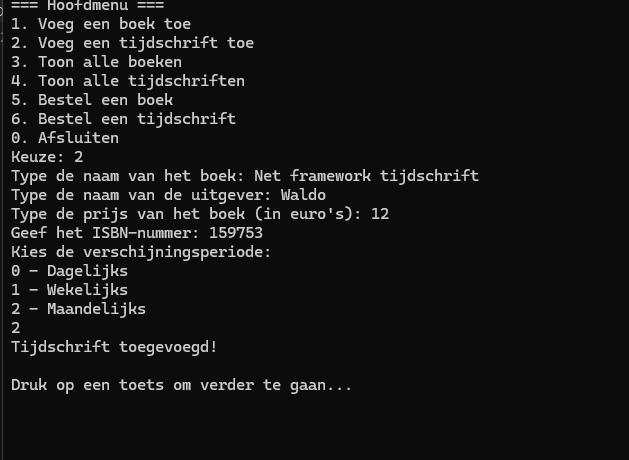 === Hoofdmenu ===
1. Voeg een boek toe
2. Voeg een tijdschrift toe
3. Toon alle boeken
4. Toon alle tijdschriften
5. Bestel een boek
6. Bestel een tijdschrift
0. Afsluiten
Keuze: 2
Type de naam van het boek: Net framework tijdschrift
Type de naam van de uitgever: Waldo
Type de prijs van het boek (in euro's): 12
Geef het ISBN-nummer: 159753
Kies de verschijningsperiode:
0 - Dagelijks
1 - Wekelijks
2 - Maandelijks
2
Tijdschrift toegevoegd!
Druk op een toets om verder te gaan...